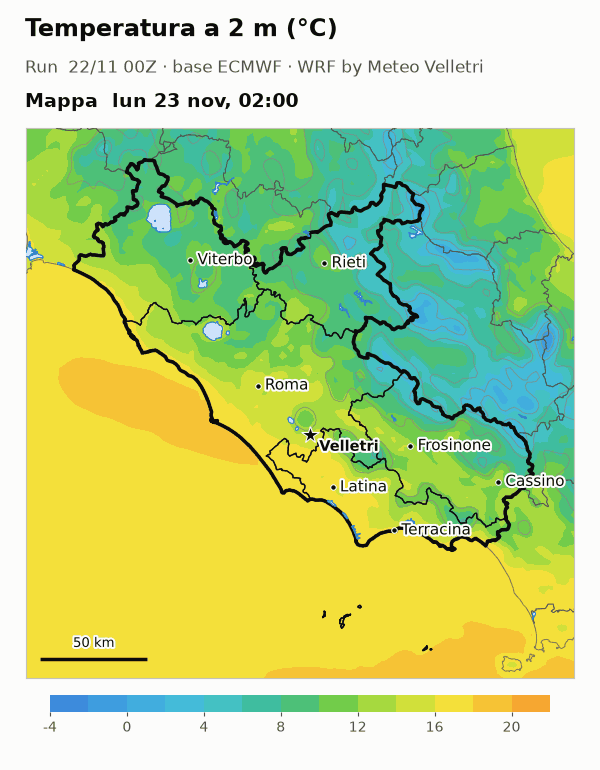 Temperatura a 2 m (°C)
Run  22/11 00Z · base ECMWF · WRF by Meteo Velletri
Mappa  lun 23 nov, 02:00
Viterbo
Rieti
Roma
Velletri
Frosinone
Latina
Cassino
Terracina
50 km
-4 0 4 8 12 16 20